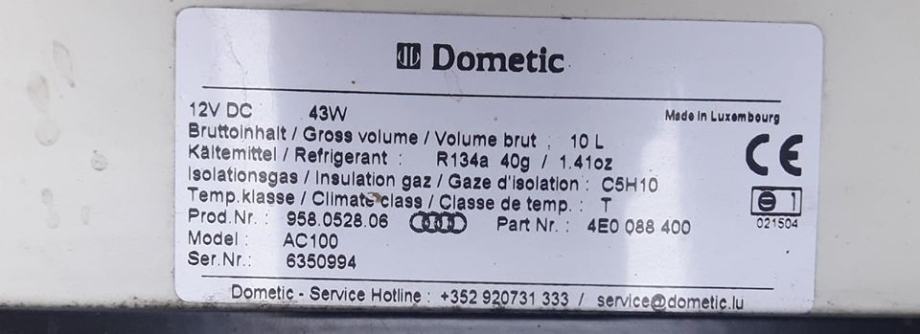 Dometic
12V DC 43W
Made in Luxembourg
Bruttoinhalt / Gross volume / Volume brut : 10 L
Kältemittel / Refrigerant : R134a 40g / 1.41oz
Isolationsgas / Insulation gaz / Gaze d'isolation : C5H10
Temp.klasse / Climate class / Classe de temp. : T
Prod.Nr. : 958.0528.06 Part Nr. : 4E0 088 400
Model : AC100
Ser.Nr.: 6350994
CE
1
021504
Dometic - Service Hotline : +352 920731 333 / service@dometic.lu